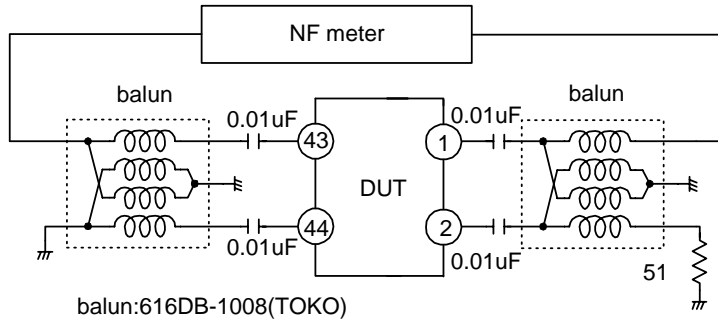 NF meter
balun
balun
0.01uF
0.01uF
43
1
DUT
44
2
0.01uF
0.01uF
51
balun:616DB-1008(TOKO)